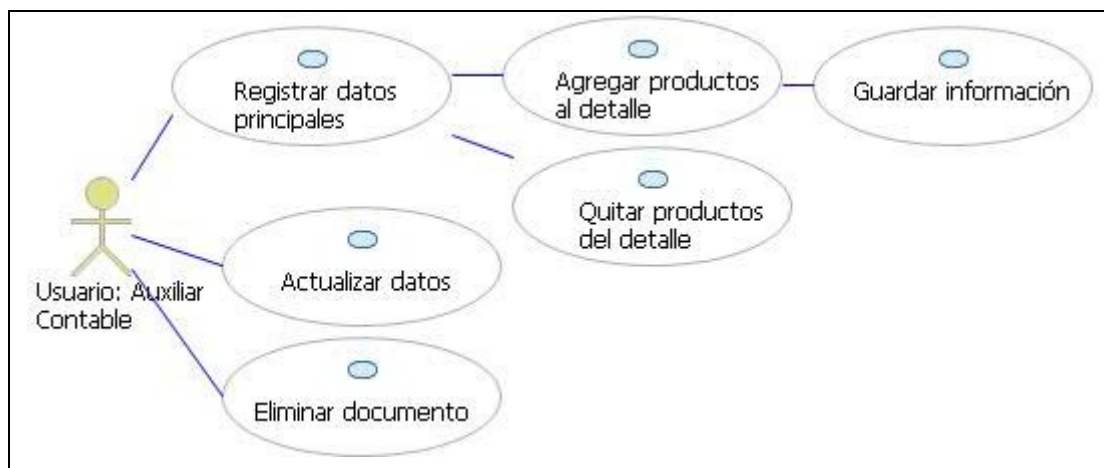 Registrar datos
principales
Agregar productos
al detalle
Guardar información
Quitar productos
del detalle
Usuario: Auxiliar
Contable
Actualizar datos
Eliminar documento